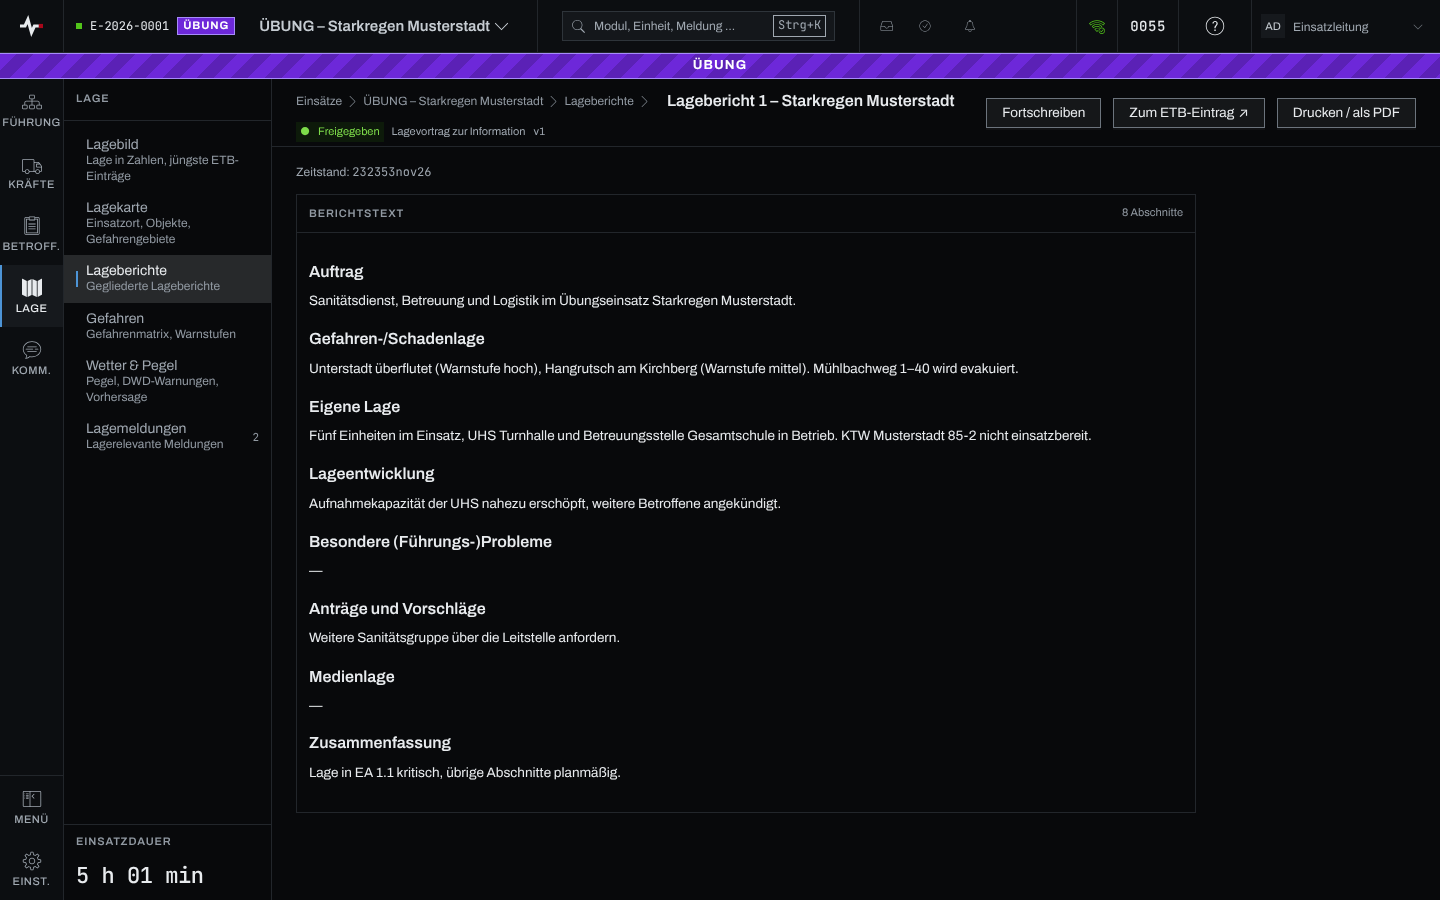 E-2026-0001 ÜBUNG ÜBUNG – Starkregen Musterstadt
Modul, Einheit, Meldung ... Strg+K
0055
?
AD Einsatzleitung
ÜBUNG
FÜHRUNG
KRÄFTE
BETROFF.
LAGE
KOMM.
MENÜ
EINST.
LAGE
Lagebild
Lage in Zahlen, jüngste ETB-
Einträge
Lagekarte
Einsatzort, Objekte,
Gefahrengebiete
Lageberichte
Gegliederte Lageberichte
Gefahren
Gefahrenmatrix, Warnstufen
Wetter & Pegel
Pegel, DWD-Warnungen,
Vorhersage
Lagemeldungen
Lagerelevante Meldungen 2
EINSATZDAUER
5 h 01 min
Einsätze ÜBUNG – Starkregen Musterstadt Lageberichte Lagebericht 1 – Starkregen Musterstadt
Freigegeben Lagevortrag zur Information v1
Fortschreiben Zum ETB-Eintrag ↗ Drucken / als PDF
Zeitstand: 232353nov26
BERICHTSTEXT 8 Abschnitte
Auftrag
Sanitätsdienst, Betreuung und Logistik im Übungseinsatz Starkregen Musterstadt.
Gefahren-/Schadenlage
Unterstadt überflutet (Warnstufe hoch), Hangrutsch am Kirchberg (Warnstufe mittel). Mühlbachweg 1–40 wird evakuiert.
Eigene Lage
Fünf Einheiten im Einsatz, UHS Turnhalle und Betreuungsstelle Gesamtschule in Betrieb. KTW Musterstadt 85-2 nicht einsatzbereit.
Lageentwicklung
Aufnahmekapazität der UHS nahezu erschöpft, weitere Betroffene angekündigt.
Besondere (Führungs-)Probleme
—
Anträge und Vorschläge
Weitere Sanitätsgruppe über die Leitstelle anfordern.
Medienlage
—
Zusammenfassung
Lage in EA 1.1 kritisch, übrige Abschnitte planmäßig.